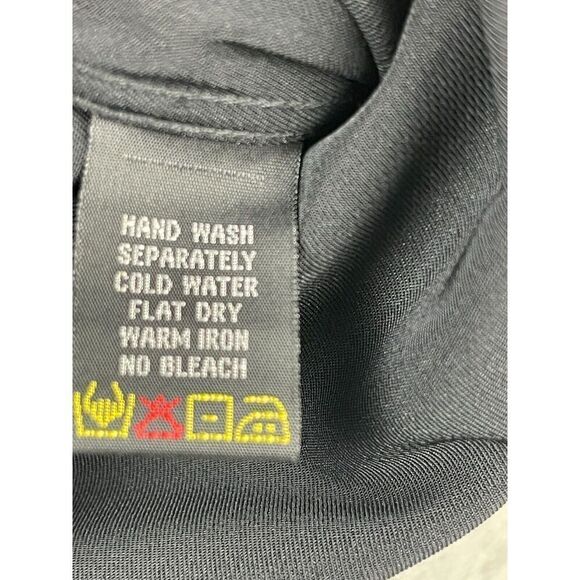 HAND WASH
SEPARATELY
COLD WATER
FLAT DRY
WARM IRON
NO BLEACH